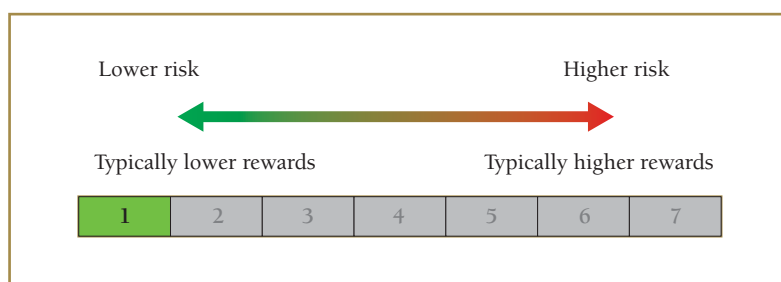 Lower risk Higher risk
Typically lower rewards Typically higher rewards
1 2 3 4 5 6 7